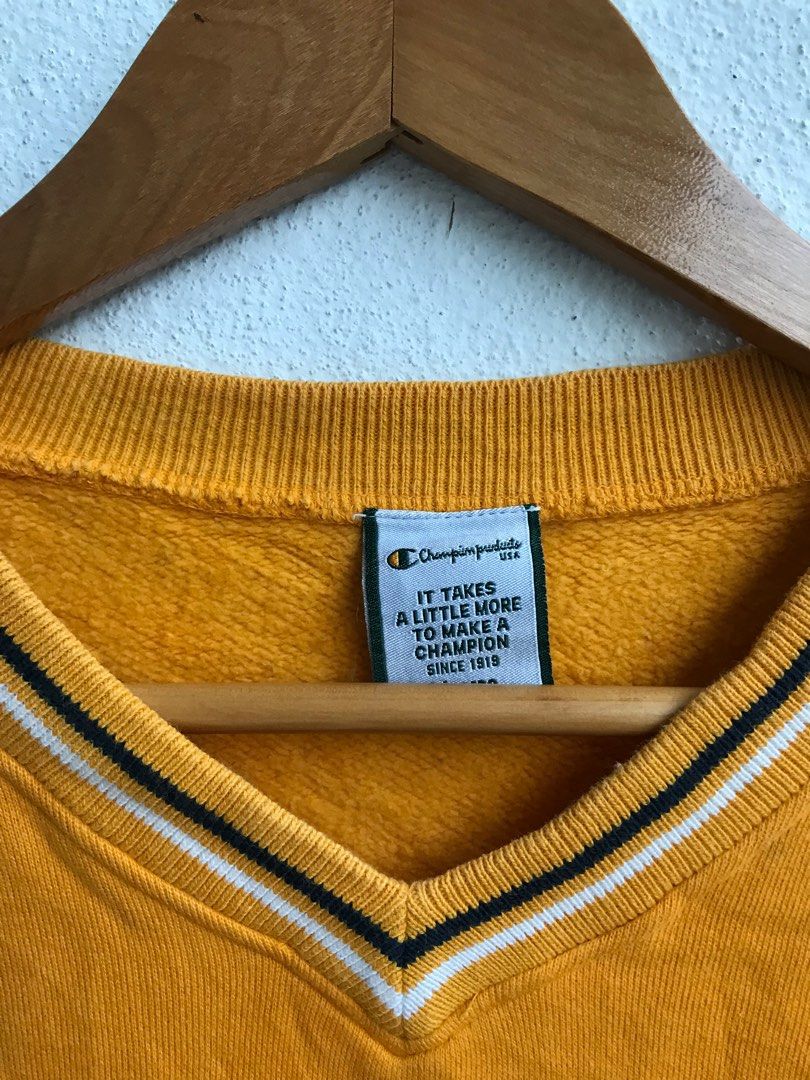 Champion products
USA
IT TAKES
A LITTLE MORE
TO MAKE A
CHAMPION
SINCE 1919